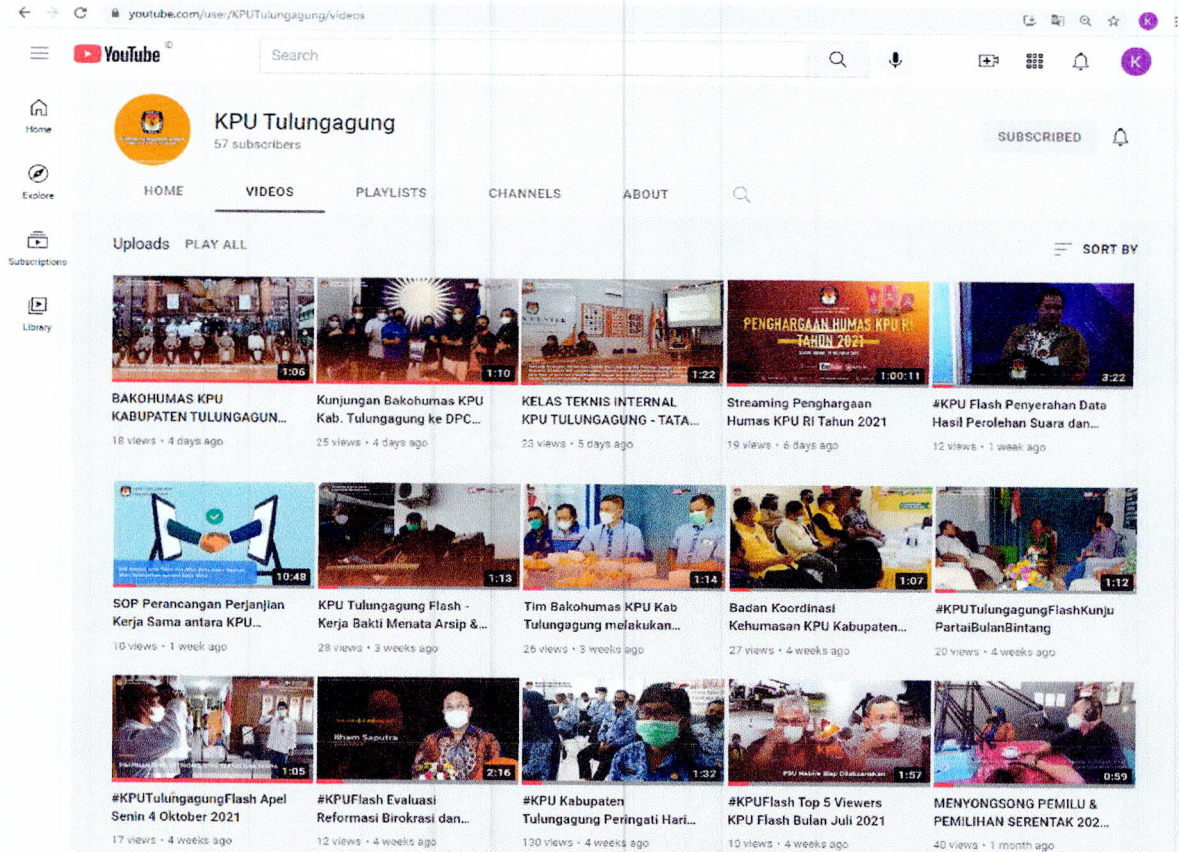 youtube.com/user/KPUTulungagung/videos
K
YouTube ID
Search
K
Home
Explore
Subscriptions
Library
KPU Tulungagung
57 subscribers
SUBSCRIBED
HOME VIDEOS PLAYLISTS CHANNELS ABOUT
Uploads PLAY ALL
SORT BY
1:06
BAKOHUMAS KPU
KABUPATEN TULUNGAGUN...
18 views • 4 days ago
1:10
Kunjungan Bakohumas KPU
Kab. Tulungagung ke DPC...
25 views • 4 days ago
1:22
KELAS TEKNIS INTERNAL
KPU TULUNGAGUNG - TATA...
23 views • 5 days ago
PENGHARGAAN HUMAS KPU RI
TAHUN 2021
1:00:11
Streaming Penghargaan
Humas KPU RI Tahun 2021
19 views • 6 days ago
3:22
#KPU Flash Penyerahan Data
Hasil Perolehan Suara dan...
12 views • 1 week ago
10:48
SOP Perancangan Perjanjian
Kerja Sama antara KPU...
10 views • 1 week ago
1:13
KPU Tulungagung Flash -
Kerja Bakti Menata Arsip &...
28 views • 3 weeks ago
1:14
Tim Bakohumas KPU Kab
Tulungagung melakukan...
26 views • 3 weeks ago
1:07
Badan Koordinasi
Kehumasan KPU Kabupaten...
27 views • 4 weeks ago
1:12
#KPUTulungagungFlashKunju
PartaiBulanBintang
20 views • 4 weeks ago
1:05
#KPUTulungagungFlash Apel
Senin 4 Oktober 2021
17 views • 4 weeks ago
Ilham Saputra
2:16
#KPUFlash Evaluasi
Reformasi Birokrasi dan...
12 views • 4 weeks ago
1:32
#KPU Kabupaten
Tulungagung Peringati Hari...
130 views • 4 weeks ago
PSU Nabire Siap Dilaksanakan
1:57
#KPUFlash Top 5 Viewers
KPU Flash Bulan Juli 2021
10 views • 4 weeks ago
0:59
MENYONGSONG PEMILU &
PEMILIHAN SERENTAK 202...
40 views • 1 month ago